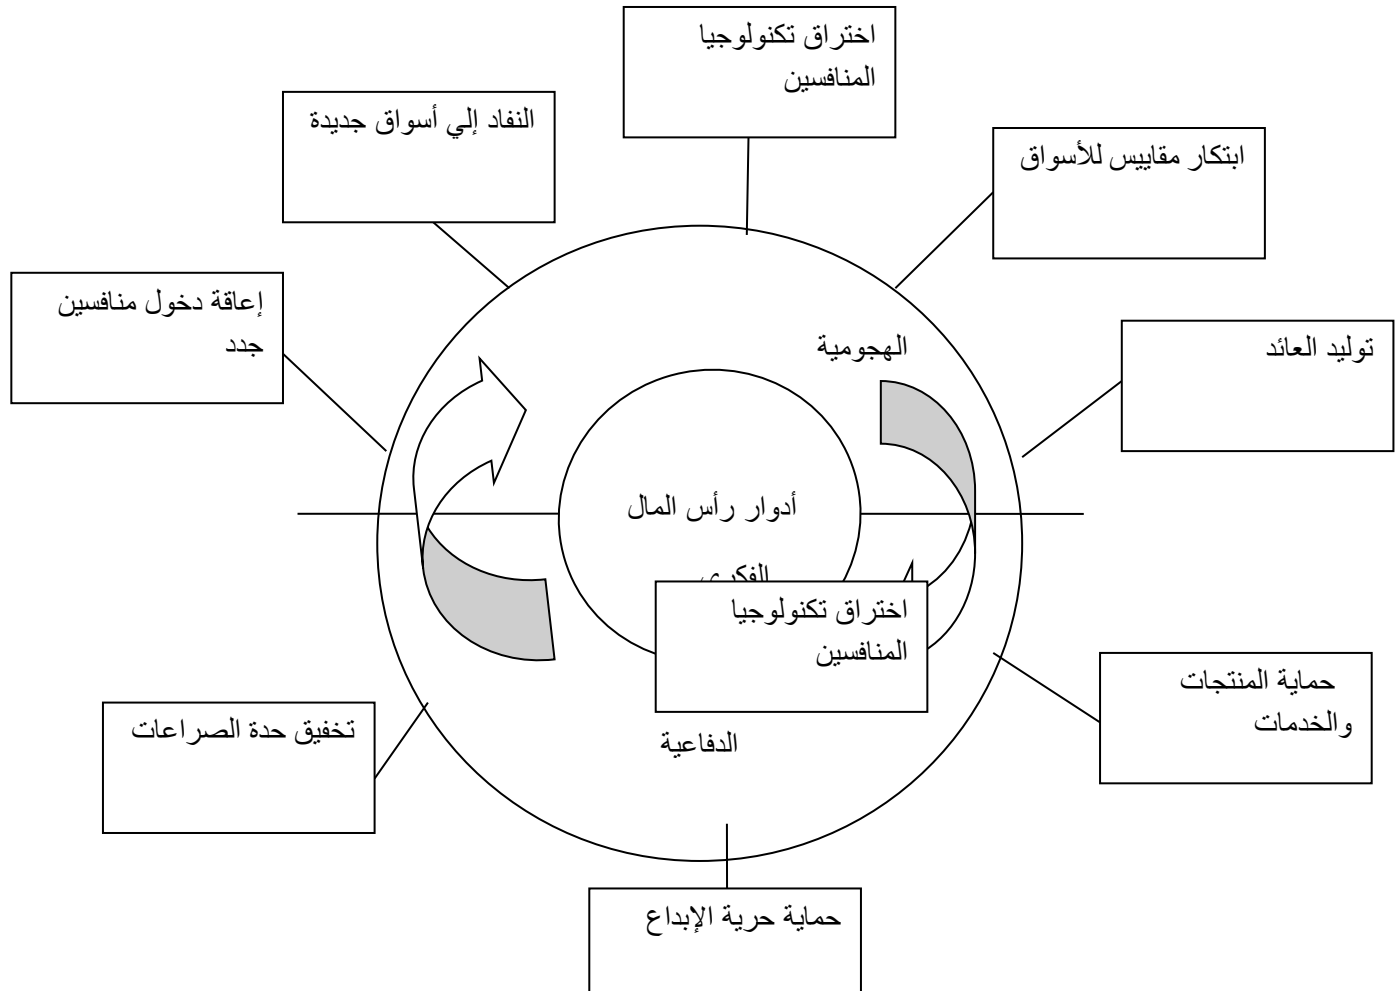 اختراق تكنولوجيا
المنافسين
النفاد إلي أسواق جديدة
ابتكار مقاييس للأسواق
إعاقة دخول منافسين
جدد
توليد العائد
الهجومية
أدوار رأس المال
الفكري
اختراق تكنولوجيا
المنافسين
حماية المنتجات
والخدمات
تخفيق حدة الصراعات
الدفاعية
حماية حرية الإبداع